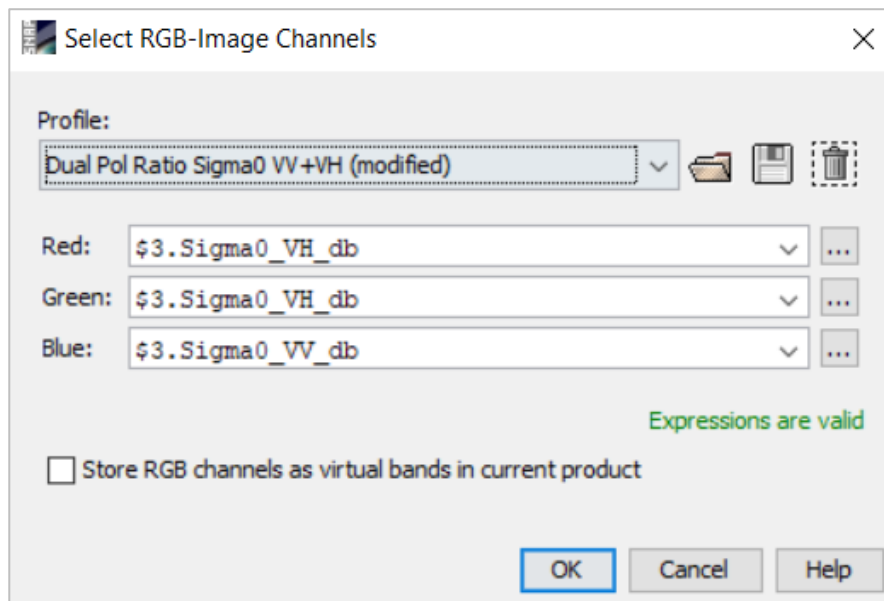 Select RGB-Image Channels
Profile:
Dual Pol Ratio Sigma0 VV+VH (modified)
Red: $3.Sigma0_VH_db ...
Green: $3.Sigma0_VH_db ...
Blue: $3.Sigma0_VV_db ...
Expressions are valid
Store RGB channels as virtual bands in current product
OK Cancel Help